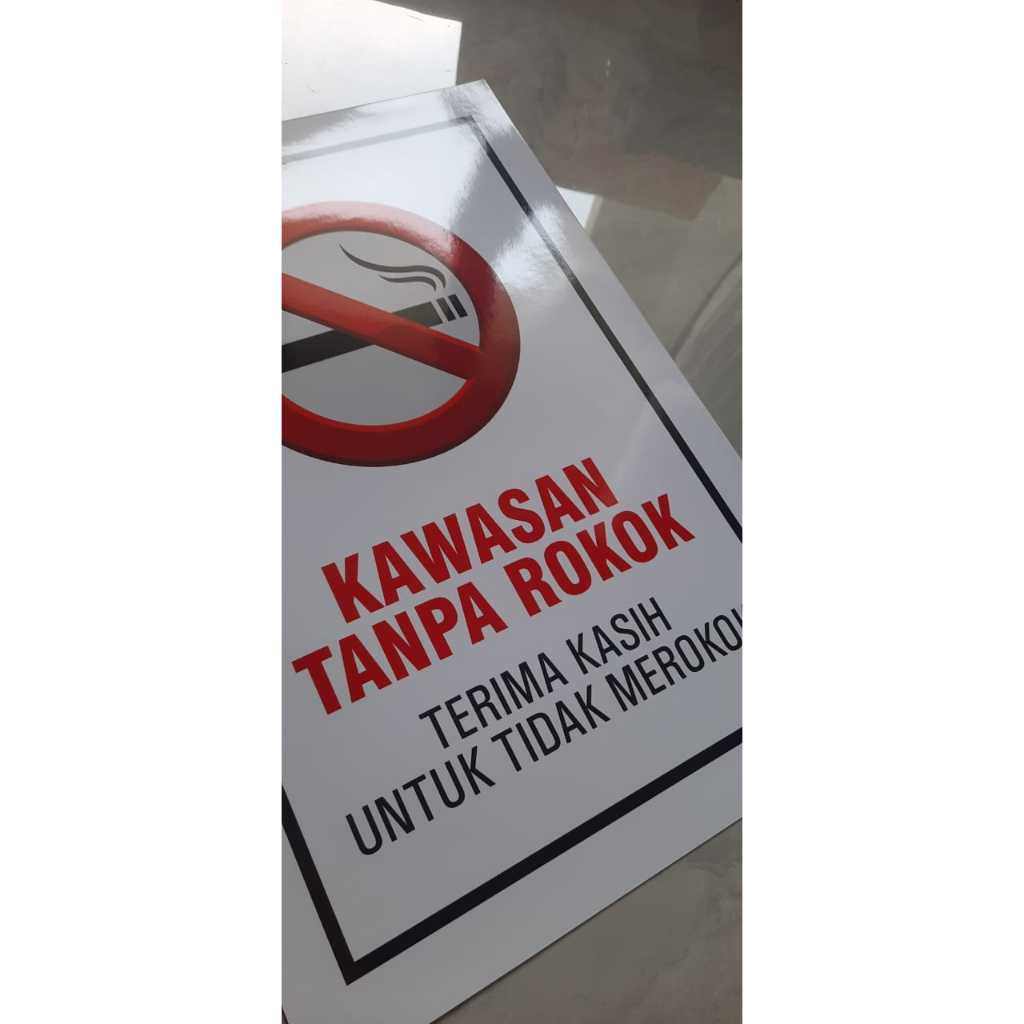 KAWASAN
TANPA ROKOK
TERIMA KASIH
UNTUK TIDAK MEROKOK